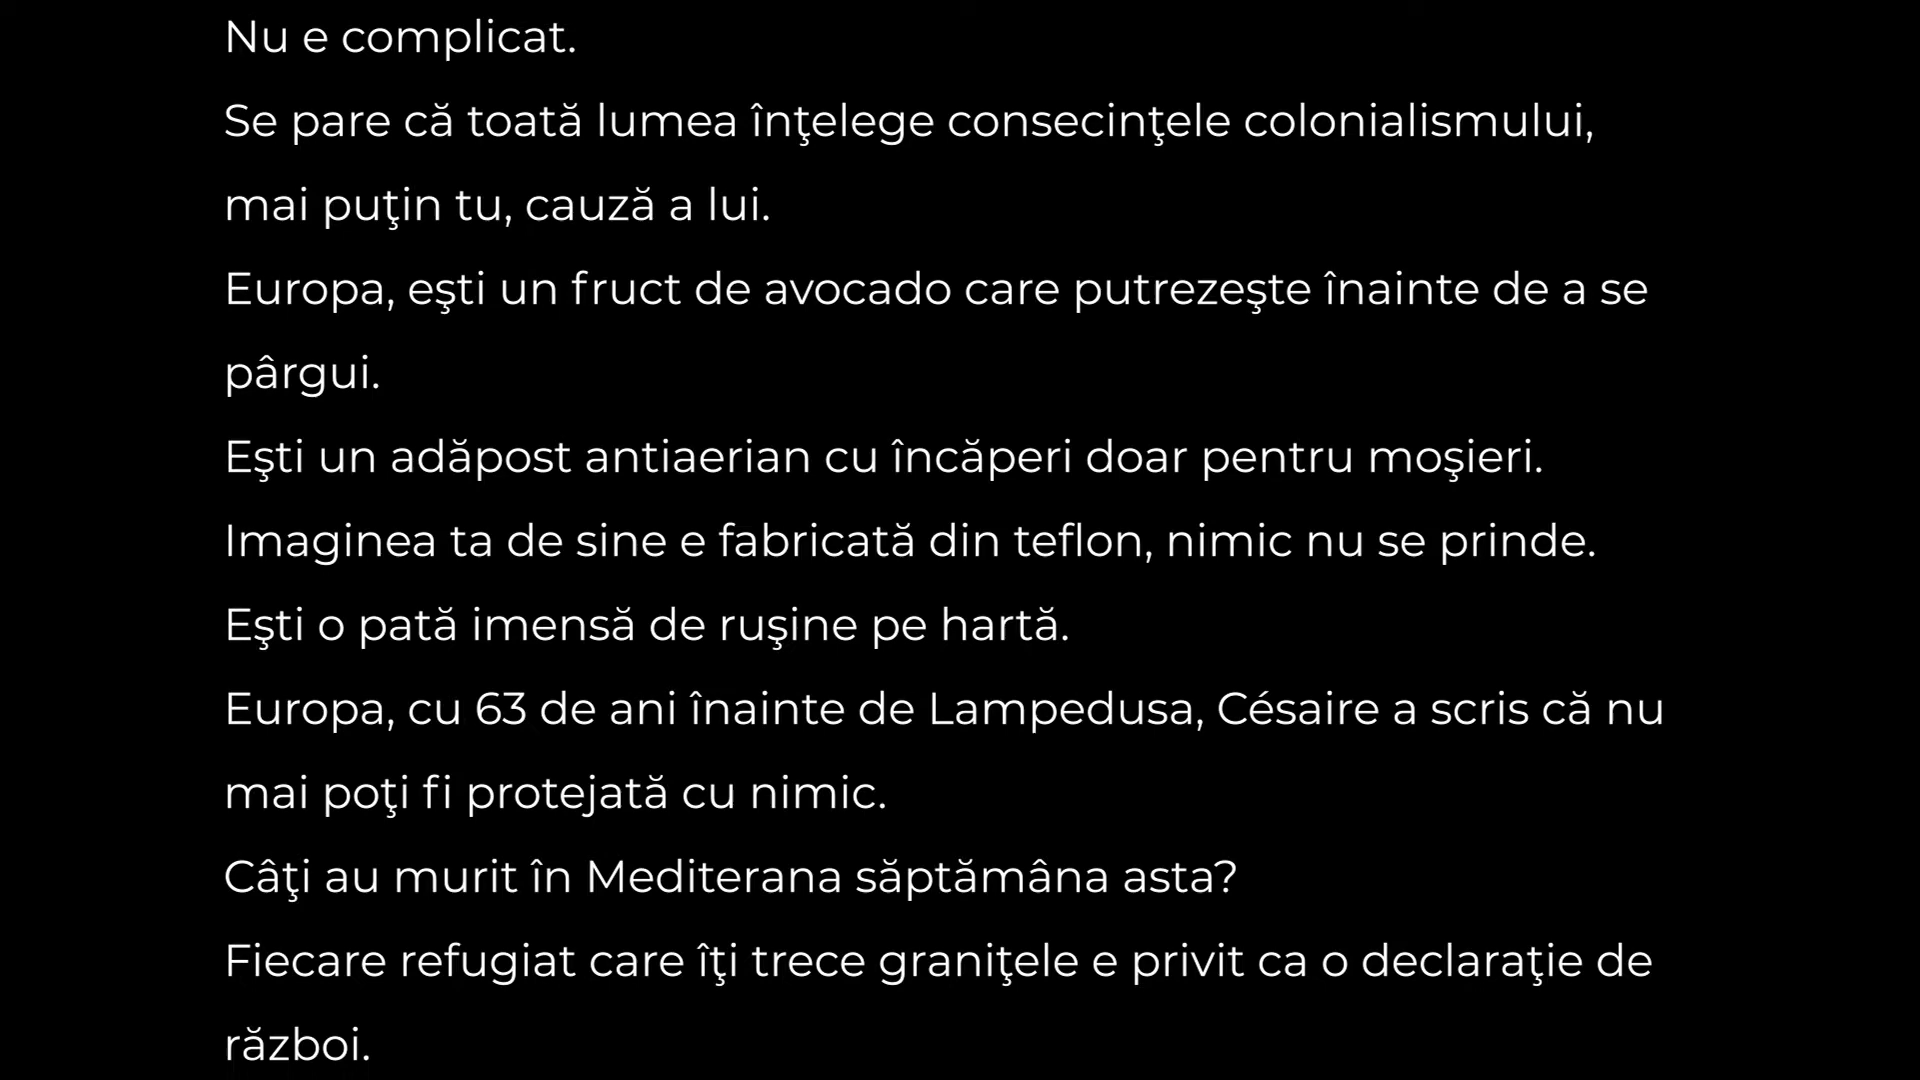 Nu e complicat.
Se pare că toată lumea înţelege consecinţele colonialismului,
mai puţin tu, cauză a lui.
Europa, eşti un fruct de avocado care putrezeşte înainte de a se
pârgui.
Eşti un adăpost antiaerian cu încăperi doar pentru moşieri.
Imaginea ta de sine e fabricată din teflon, nimic nu se prinde.
Eşti o pată imensă de ruşine pe hartă.
Europa, cu 63 de ani înainte de Lampedusa, Césaire a scris că nu
mai poţi fi protejată cu nimic.
Câţi au murit în Mediterana săptămâna asta?
Fiecare refugiat care îţi trece graniţele e privit ca o declaraţie de
război.